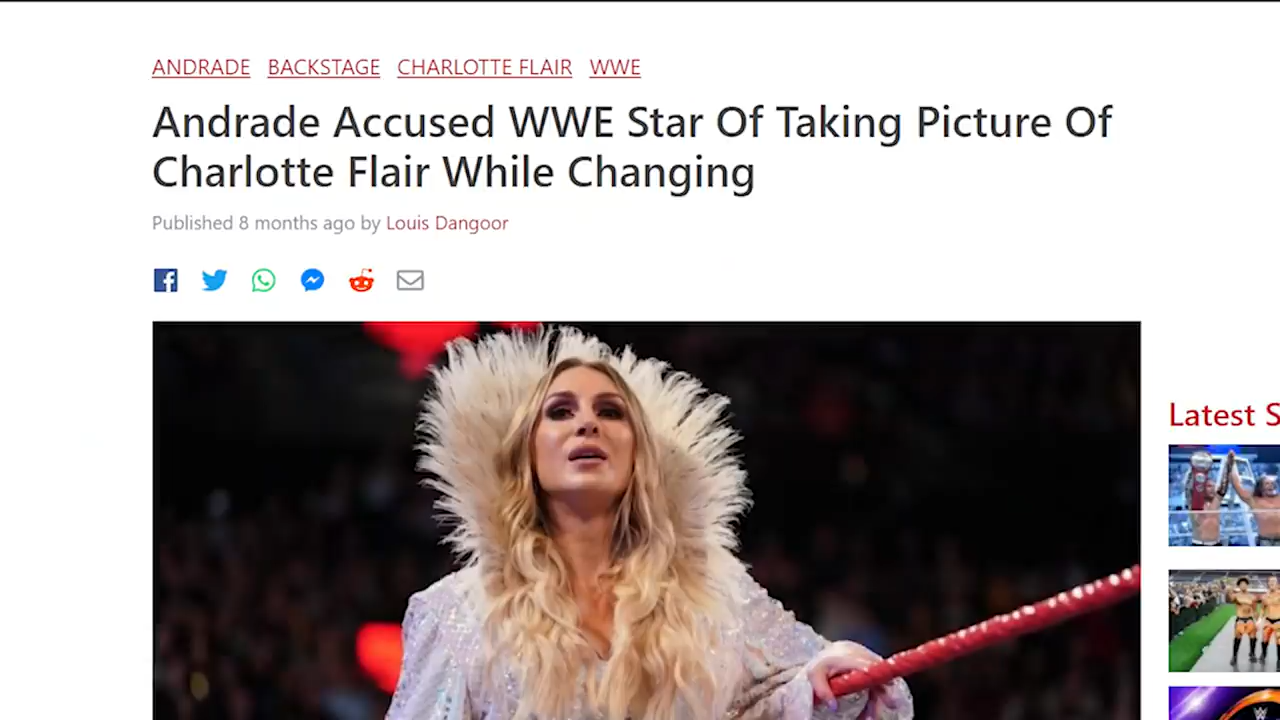 ANDRADE BACKSTAGE CHARLOTTE FLAIR WWE
Andrade Accused WWE Star Of Taking Picture Of
Charlotte Flair While Changing
Published 8 months ago by Louis Dangoor
Latest S